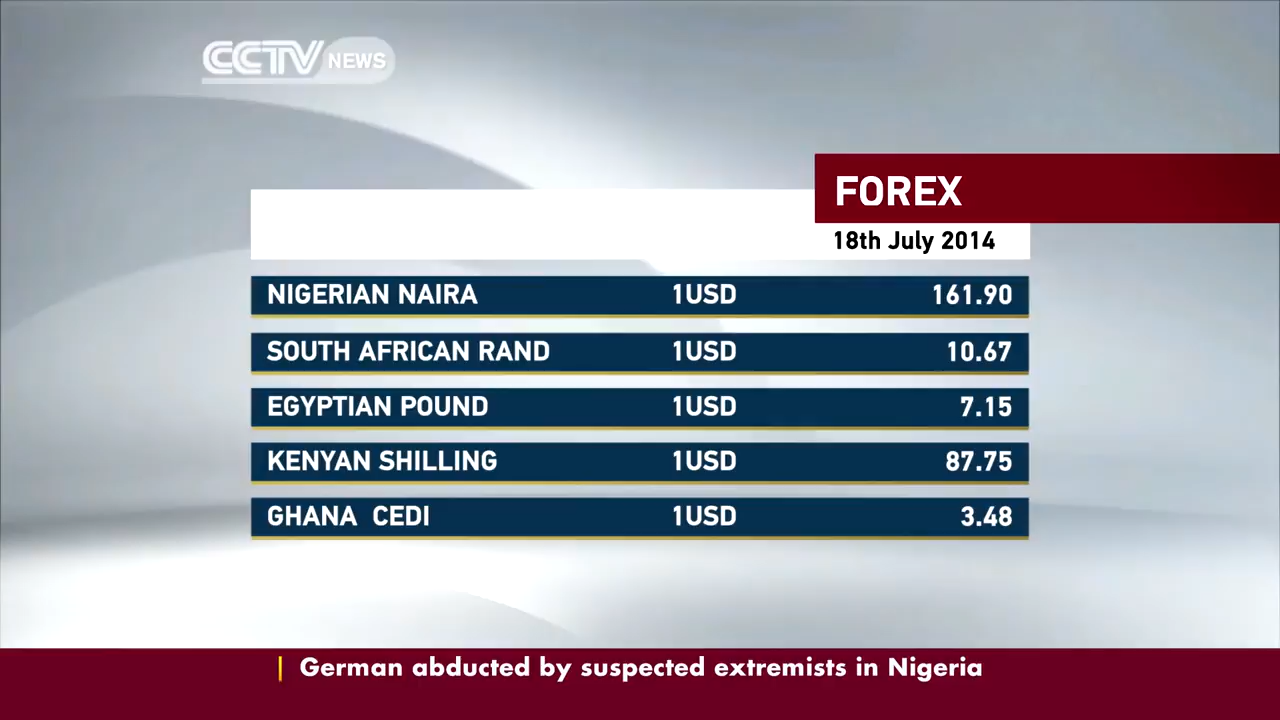 CCTV NEWS
FOREX
18th July 2014
NIGERIAN NAIRA 1USD 161.90
SOUTH AFRICAN RAND 1USD 10.67
EGYPTIAN POUND 1USD 7.15
KENYAN SHILLING 1USD 87.75
GHANA CEDI 1USD 3.48
German abducted by suspected extremists in Nigeria